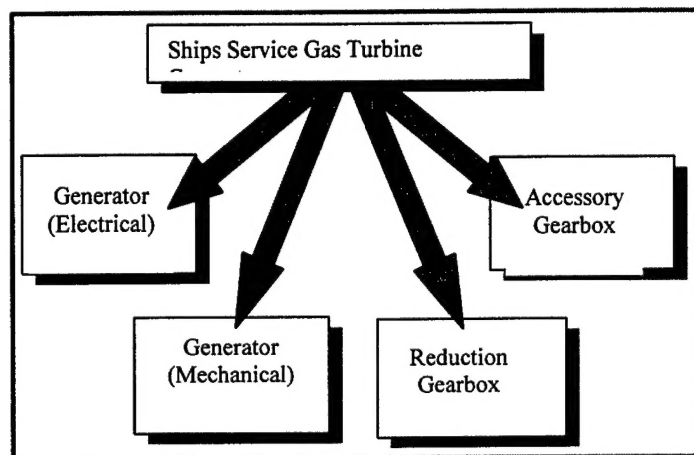 Ships Service Gas Turbine
Generator
(Electrical)
Accessory
Gearbox
Generator
(Mechanical)
Reduction
Gearbox